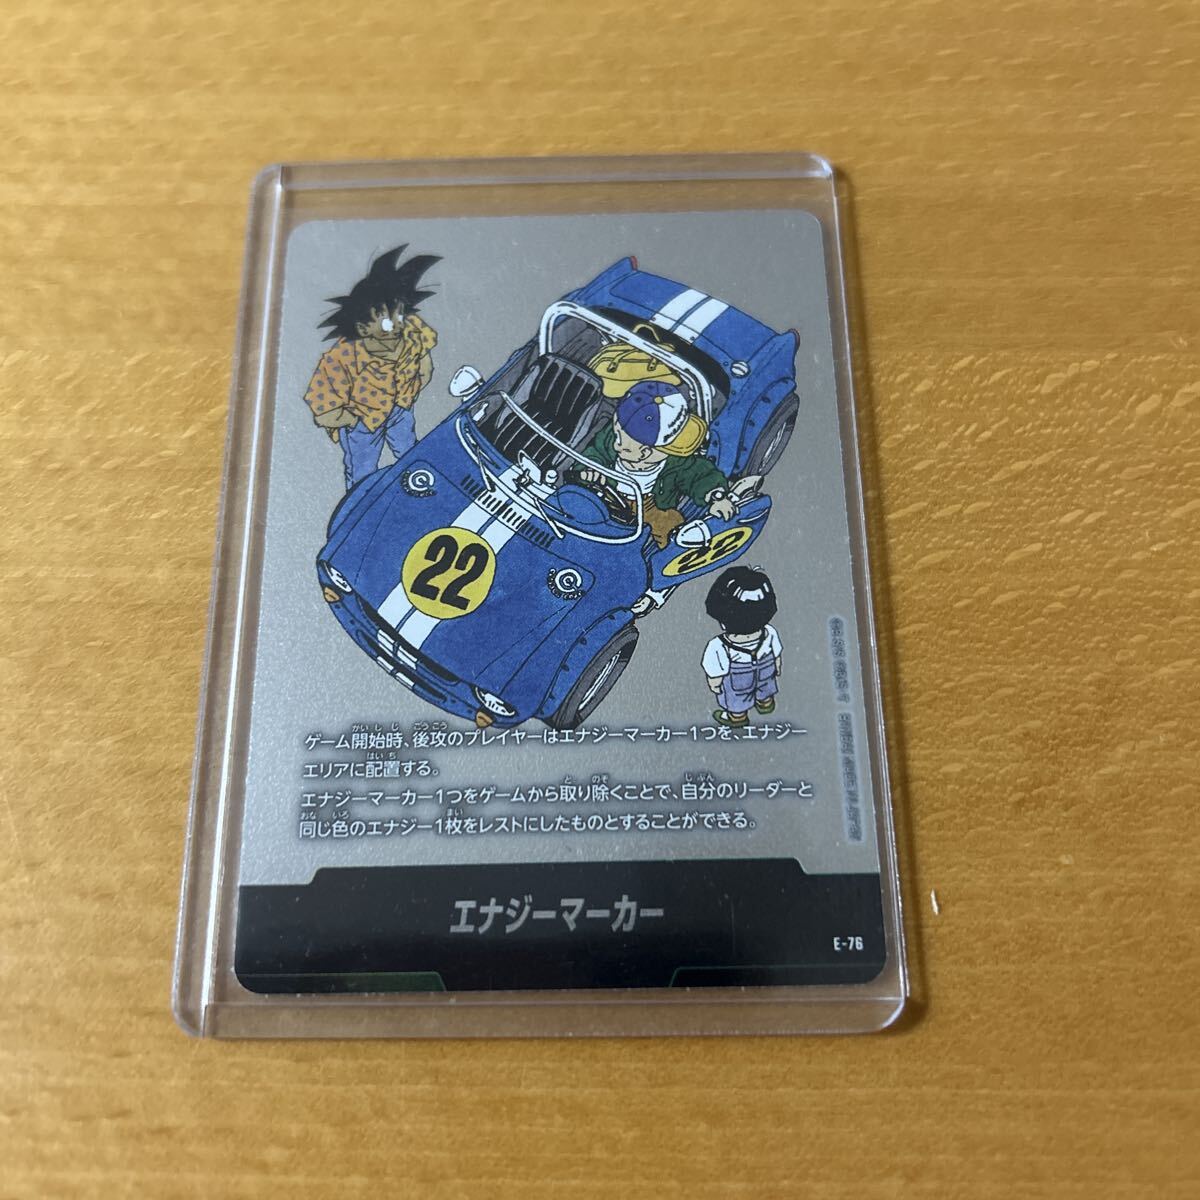 22
22
ゲーム開始時、後攻のプレイヤーはエナジーマーカー1つを、エナジー
エリアに配置する。
エナジーマーカー1つをゲームから取り除くことで、自分のリーダーと
同じ色のエナジー1枚をレストにしたものとすることができる。
エナジーマーカー
E-76